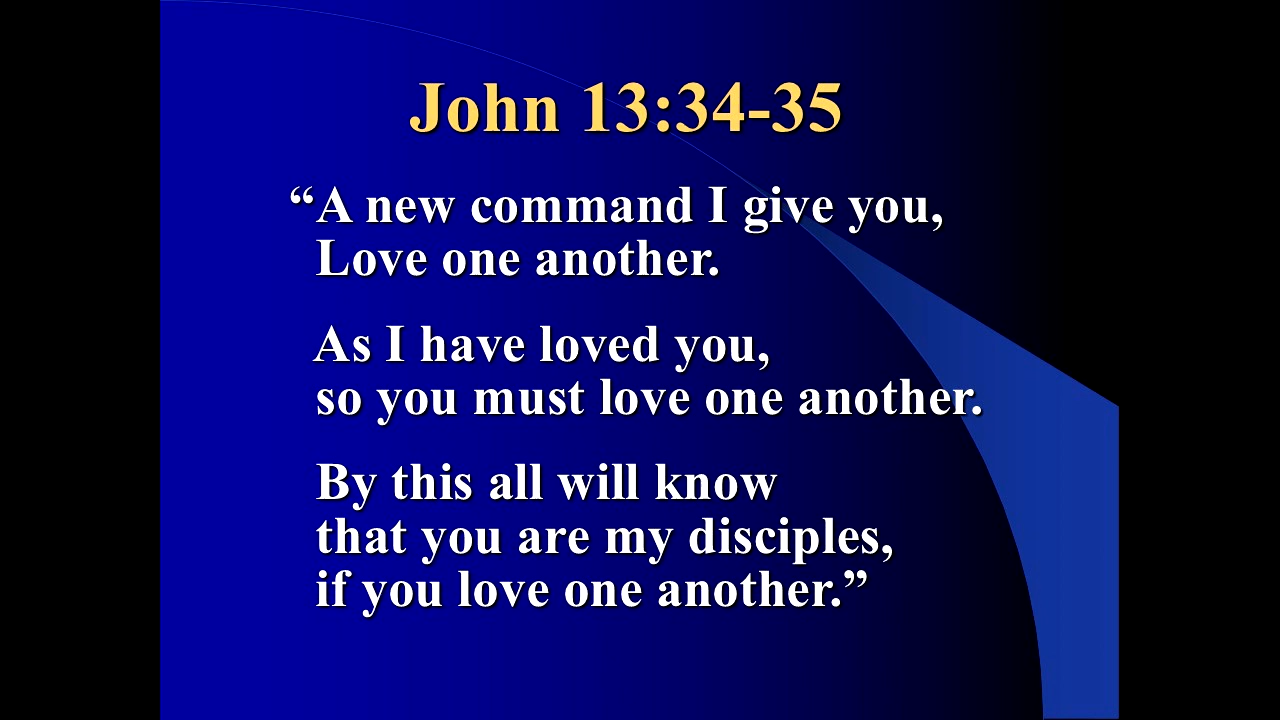 John 13:34-35
“A new command I give you,
Love one another.
As I have loved you,
so you must love one another.
By this all will know
that you are my disciples,
if you love one another.”